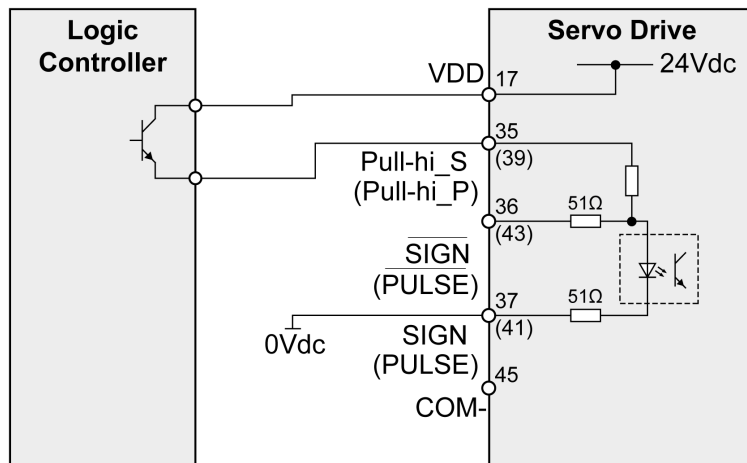 Logic
Controller
Servo Drive
24Vdc
VDD
17
35
(39)
Pull-hi_S
(Pull-hi_P)
36
(43)
51Ω
SIGN
(PULSE)
37
(41)
51Ω
0Vdc
SIGN
(PULSE)
45
COM-